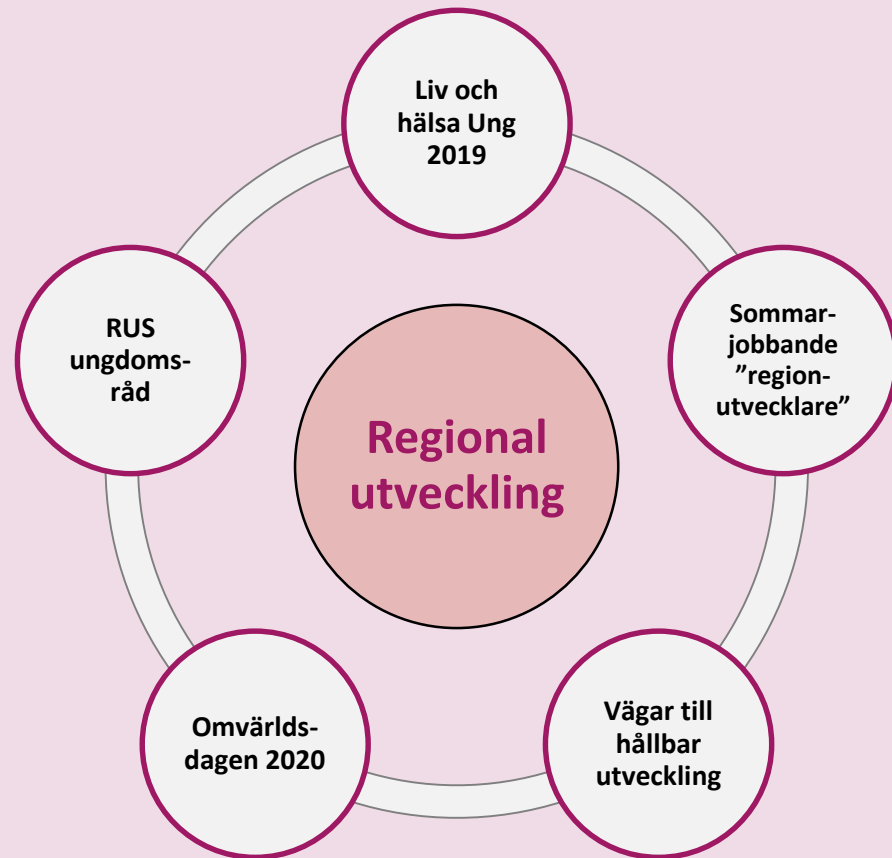 Liv och
hälsa Ung
2019
Sommar-
jobbande
”region-
utvecklare”
Vägar till
hållbar
utveckling
Omvärlds-
dagen 2020
RUS
ungdoms-
råd
Regional
utveckling